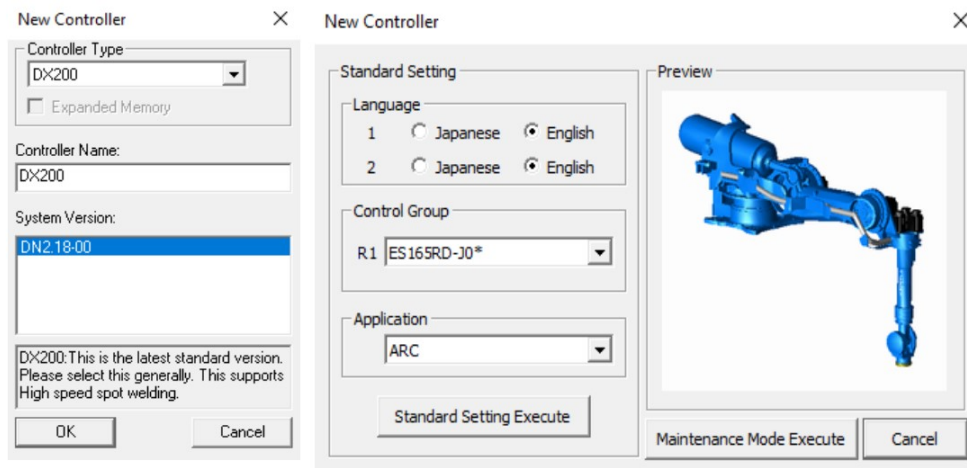 New Controller
Controller Type
DX200
Expanded Memory
Controller Name:
DX200
System Version:
DN2.18-00
DX200:This is the latest standard version.
Please select this generally. This supports
High speed spot welding.
OK Cancel
New Controller
Standard Setting
Language
1 Japanese English
2 Japanese English
Control Group
R1 ES165RD-J0*
Application
ARC
Standard Setting Execute
Preview
Maintenance Mode Execute Cancel